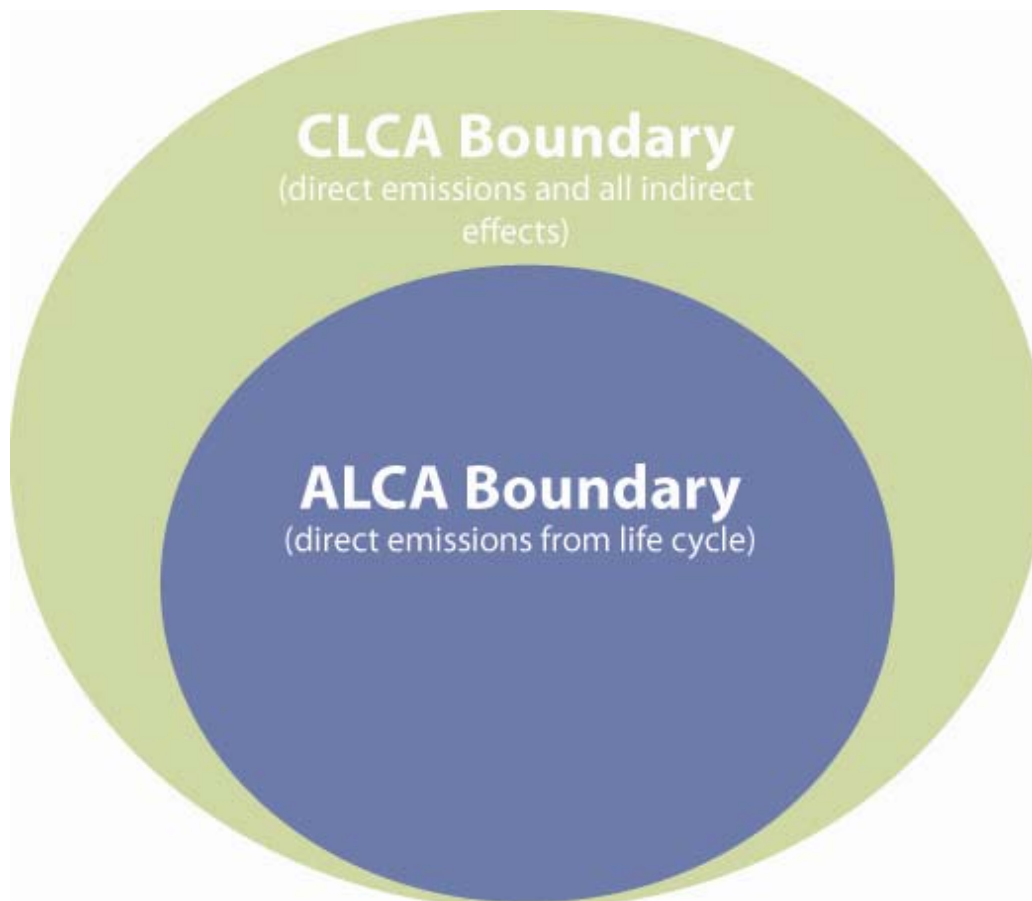 CLCA Boundary
(direct emissions and all indirect
effects)
ALCA Boundary
(direct emissions from life cycle)